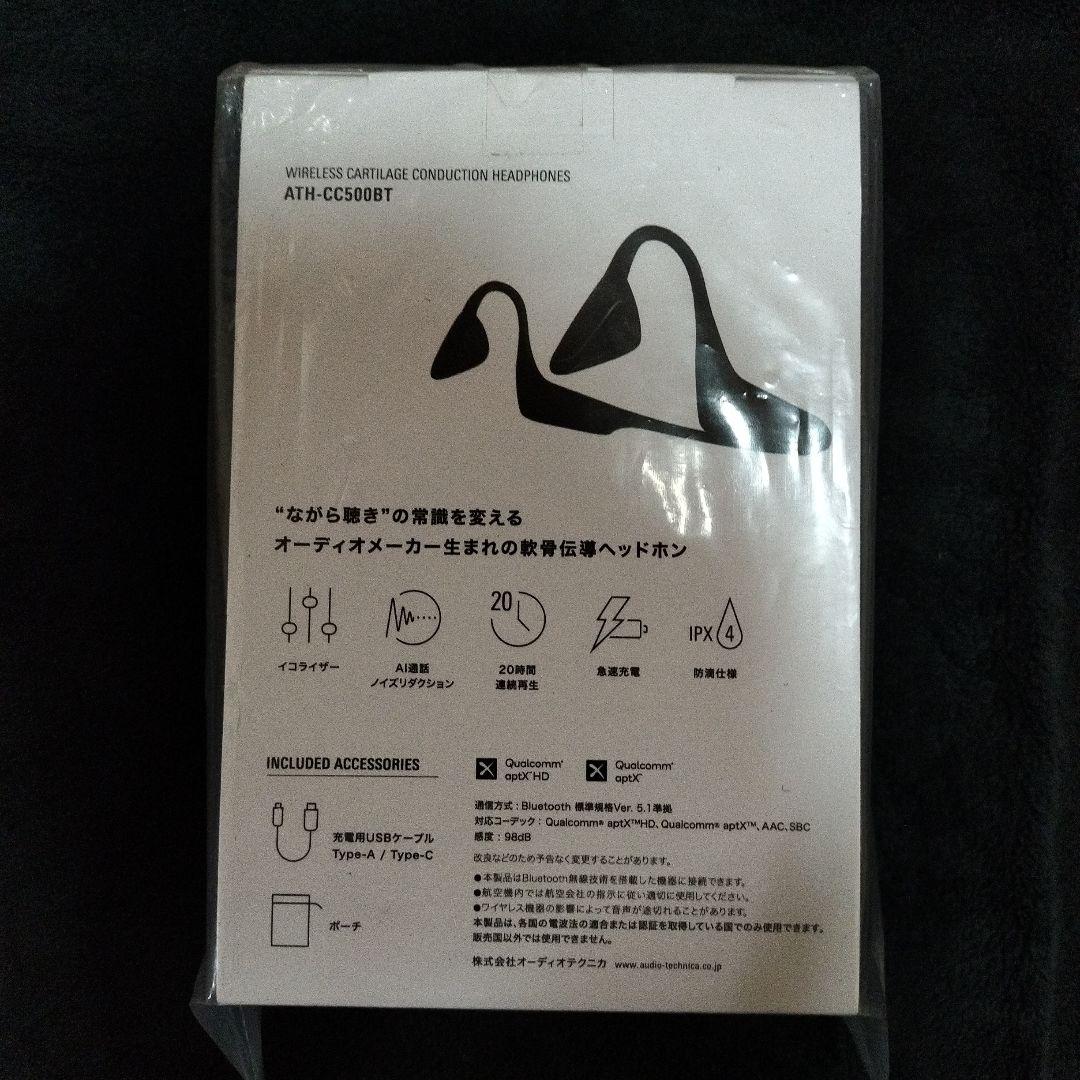 WIRELESS CARTILAGE CONDUCTION HEADPHONES
ATH-CC500BT
“ながら聴き”の常識を変える
オーディオメーカー生まれの軟骨伝導ヘッドホン
イコライザー
AI通話
ノイズリダクション
20
20時間
連続再生
急速充電
IPX 4
防滴仕様
INCLUDED ACCESSORIES
充電用USBケーブル
Type-A / Type-C
ポーチ
Qualcomm®
aptX™ HD
Qualcomm®
aptX™
通信方式：Bluetooth 標準規格Ver. 5.1準拠
対応コーデック：Qualcomm® aptX™HD、Qualcomm® aptX™、AAC、SBC
感度：98dB
改良などのため予告なく変更することがあります。
●本製品はBluetooth無線技術を搭載した機器に接続できます。
●航空機内では航空会社の指示に従い適切に使用してください。
●ワイヤレス機器の影響によって音声が途切れることがあります。
本製品は、各国の電波法の適合または認証を取得している国でのみ使用できます。
販売国以外では使用できません。
株式会社オーディオテクニカ www.audio-technica.co.jp